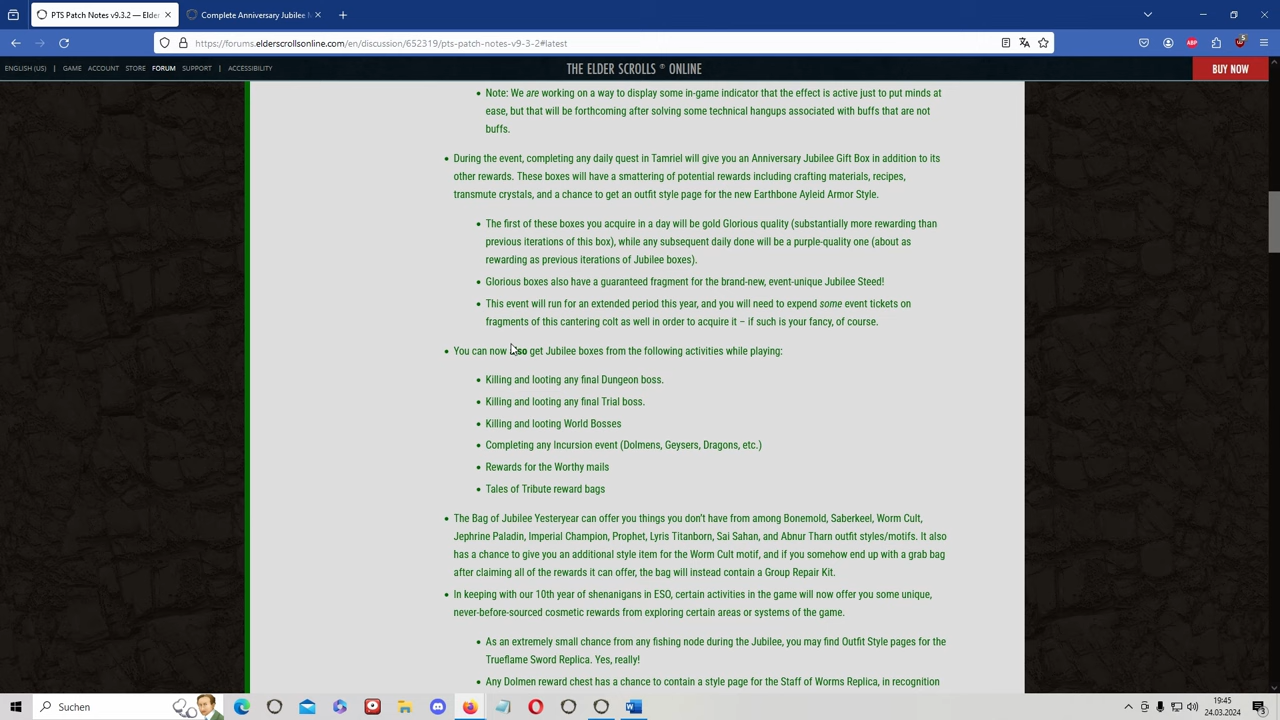 PTS Patch Notes v9.3.2 — Elder
Complete Anniversary Jubilee
https://forums.elderscrollsonline.com/en/discussion/652319/pts-patch-notes-v9-3-2#latest
ENGLISH (US) | GAME ACCOUNT STORE FORUM SUPPORT | ACCESSIBILITY
THE ELDER SCROLLS ® ONLINE
BUY NOW
• Note: We are working on a way to display some in-game indicator that the effect is active just to put minds at
ease, but that will be forthcoming after solving some technical hangups associated with buffs that are not
buffs.
• During the event, completing any daily quest in Tamriel will give you an Anniversary Jubilee Gift Box in addition to its
other rewards. These boxes will have a smattering of potential rewards including crafting materials, recipes,
transmute crystals, and a chance to get an outfit style page for the new Earthbone Ayleid Armor Style.
• The first of these boxes you acquire in a day will be gold Glorious quality (substantially more rewarding than
previous iterations of this box), while any subsequent daily done will be a purple-quality one (about as
rewarding as previous iterations of Jubilee boxes).
• Glorious boxes also have a guaranteed fragment for the brand-new, event-unique Jubilee Steed!
• This event will run for an extended period this year, and you will need to expend some event tickets on
fragments of this cantering colt as well in order to acquire it – if such is your fancy, of course.
• You can now also get Jubilee boxes from the following activities while playing:
• Killing and looting any final Dungeon boss.
• Killing and looting any final Trial boss.
• Killing and looting World Bosses
• Completing any Incursion event (Dolmens, Geysers, Dragons, etc.)
• Rewards for the Worthy mails
• Tales of Tribute reward bags
• The Bag of Jubilee Yesteryear can offer you things you don't have from among Bonemold, Saberkeel, Worm Cult,
Jephrine Paladin, Imperial Champion, Prophet, Lyris Titanborn, Sai Sahan, and Abnur Tharn outfit styles/motifs. It also
has a chance to give you an additional style item for the Worm Cult motif, and if you somehow end up with a grab bag
after claiming all of the rewards it can offer, the bag will instead contain a Group Repair Kit.
• In keeping with our 10th year of shenanigans in ESO, certain activities in the game will now offer you some unique,
never-before-sourced cosmetic rewards from exploring certain areas or systems of the game.
• As an extremely small chance from any fishing node during the Jubilee, you may find Outfit Style pages for the
Trueflame Sword Replica. Yes, really!
• Any Dolmen reward chest has a chance to contain a style page for the Staff of Worms Replica, in recognition
Suchen
19:45
24.03.2024